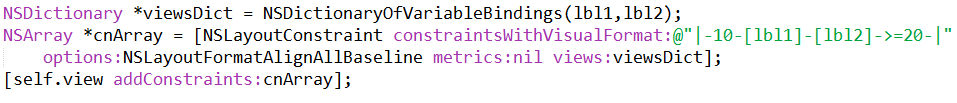 NSDictionary *viewsDict = NSDictionaryOfVariableBindings(lbl1,lbl2);
NSArray *cnArray = [NSLayoutConstraint constraintsWithVisualFormat:@"|-10-[lbl1]-[lbl2]->=20-|"
options:NSLayoutFormatAlignAllBaseline metrics:nil views:viewsDict];
[self.view addConstraints:cnArray];